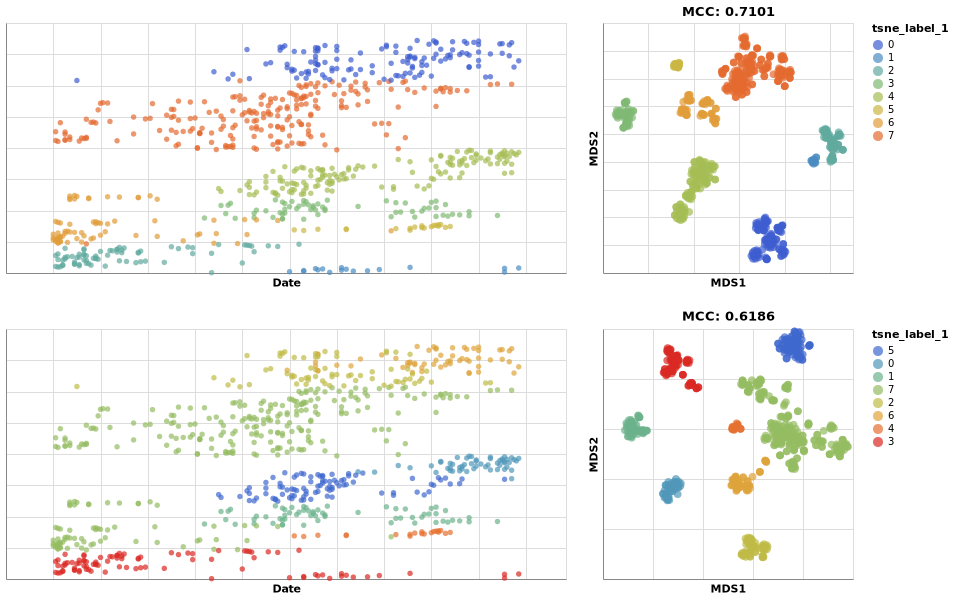 MCC: 0.7101
tsne_label_1
0
1
2
3
4
5
6
7
MDS2
Date
MDS1
MCC: 0.6186
tsne_label_1
5
0
1
7
2
6
4
3
MDS2
Date
MDS1